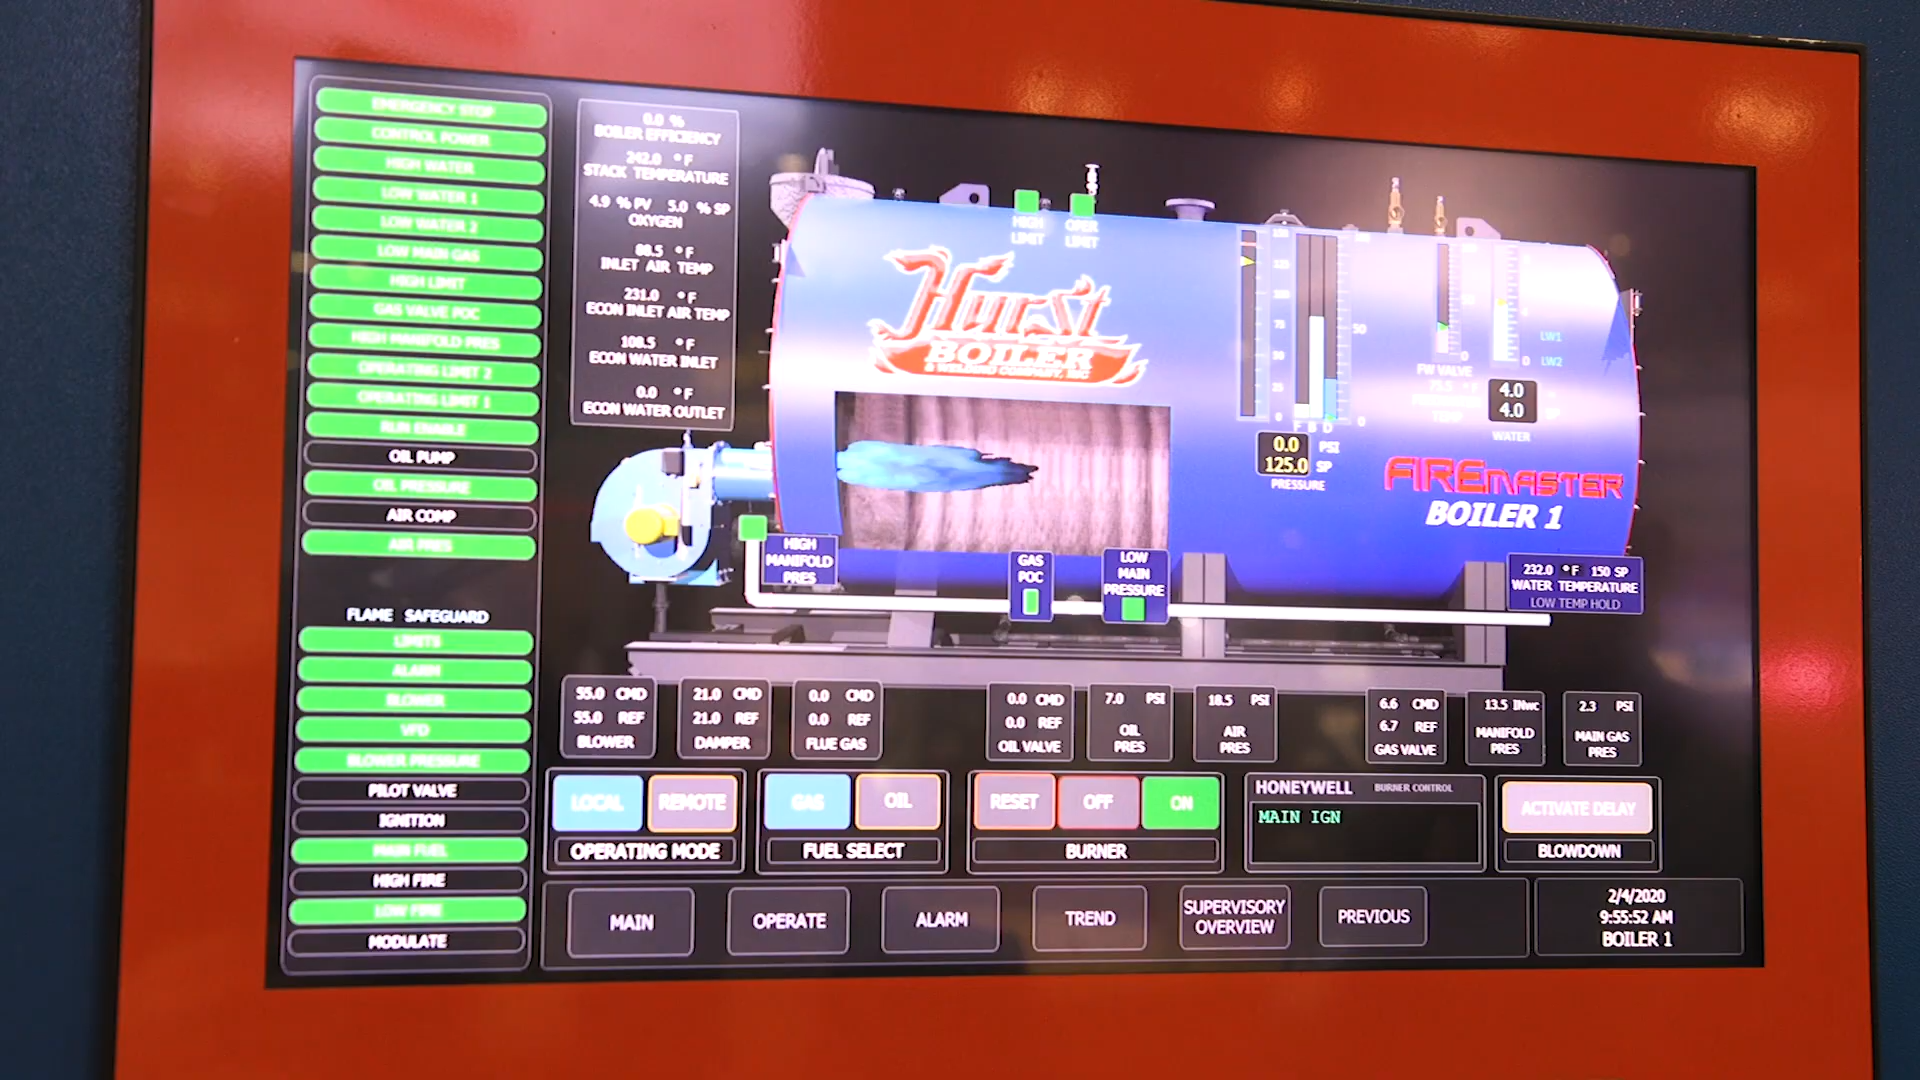 EMERGENCY STOP
CONTROL POWER
HIGH WATER
LOW WATER 1
LOW WATER 2
LOW MAIN GAS
HIGH LIMIT
GAS VALVE POC
HIGH MANIFOLD PRES
OPERATING LIMIT 2
OPERATING LIMIT 1
RUN ENABLE
OIL PUMP
OIL PRESSURE
AIR COMP
AIR PRES
FLAME SAFEGUARD
LIMITS
ALARM
BLOWER
VFD
BLOWER PRESSURE
PILOT VALVE
IGNITION
MAIN FUEL
HIGH FIRE
LOW FIRE
MODULATE
0.0 %
BOILER EFFICIENCY
242.0 °F
STACK TEMPERATURE
4.9 % PV 5.0 % SP
OXYGEN
88.5 °F
INLET AIR TEMP
231.0 °F
ECON INLET AIR TEMP
108.5 °F
ECON WATER INLET
0.0 °F
ECON WATER OUTLET
HIGH
LIMIT
OPER
LIMIT
Hurst
BOILER
& WELDING COMPANY, INC
F B D
0.0 PSI
125.0 SP
PRESSURE
LW1
LW2
FW VALVE
4.0
4.0 SP
WATER
FIREMASTER
BOILER 1
HIGH
MANIFOLD
PRES
GAS
POC
LOW
MAIN
PRESSURE
232.0 °F 150 SP
WATER TEMPERATURE
LOW TEMP HOLD
55.0 CMD
55.0 REF
BLOWER
21.0 CMD
21.0 REF
DAMPER
0.0 CMD
0.0 REF
FLUE GAS
0.0 CMD
0.0 REF
OIL VALVE
7.0 PSI
OIL
PRES
18.5 PSI
AIR
PRES
6.6 CMD
6.7 REF
GAS VALVE
13.5 INwc
MANIFOLD
PRES
2.3 PSI
MAIN GAS
PRES
LOCAL REMOTE
OPERATING MODE
GAS OIL
FUEL SELECT
RESET OFF ON
BURNER
HONEYWELL BURNER CONTROL
MAIN IGN
ACTIVATE DELAY
BLOWDOWN
MAIN
OPERATE
ALARM
TREND
SUPERVISORY
OVERVIEW
PREVIOUS
2/4/2020
9:55:52 AM
BOILER 1